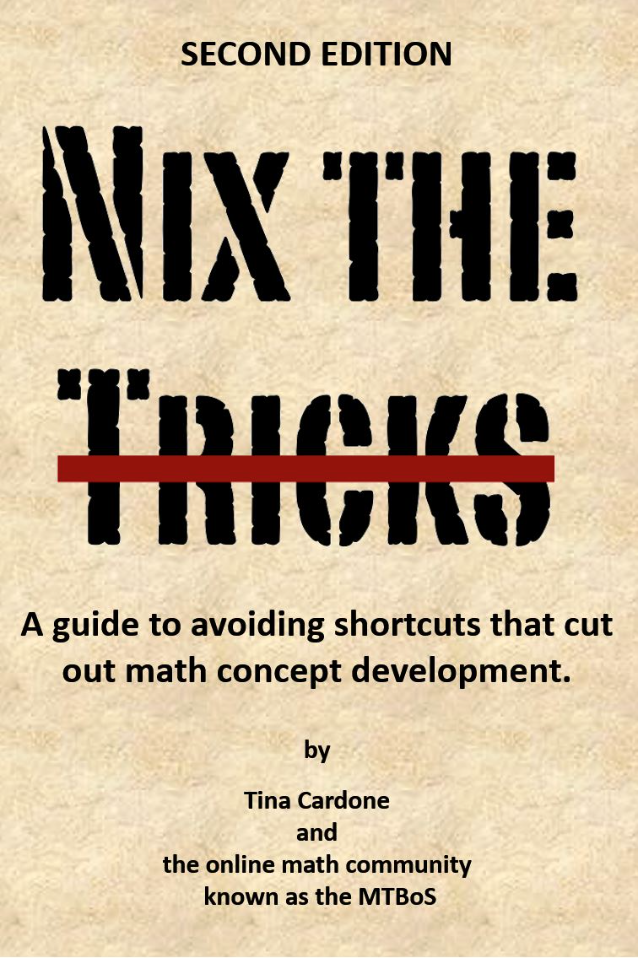 SECOND EDITION
NIX THE
TRICKS
A guide to avoiding shortcuts that cut
out math concept development.
by
Tina Cardone
and
the online math community
known as the MTBoS